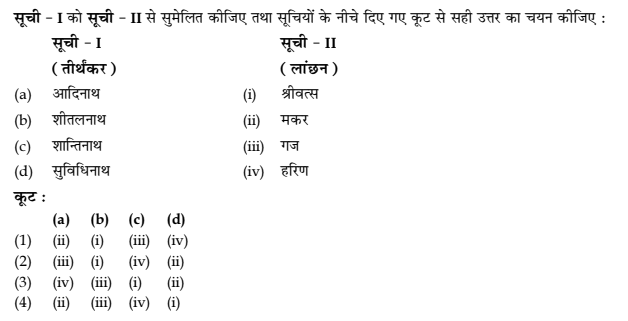 सूची - I को सूची - II से सुमेलित कीजिए तथा सूचियों के नीचे दिए गए कूट से सही उत्तर का चयन कीजिए :
सूची - I सूची - II
( तीर्थंकर ) ( लांछन )
(a) आदिनाथ (i) श्रीवत्स
(b) शीतलनाथ (ii) मकर
(c) शान्तिनाथ (iii) गज
(d) सुविधिनाथ (iv) हरिण
कूट :
(a) (b) (c) (d)
(1) (ii) (i) (iii) (iv)
(2) (iii) (i) (iv) (ii)
(3) (iv) (iii) (i) (ii)
(4) (ii) (iii) (iv) (i)